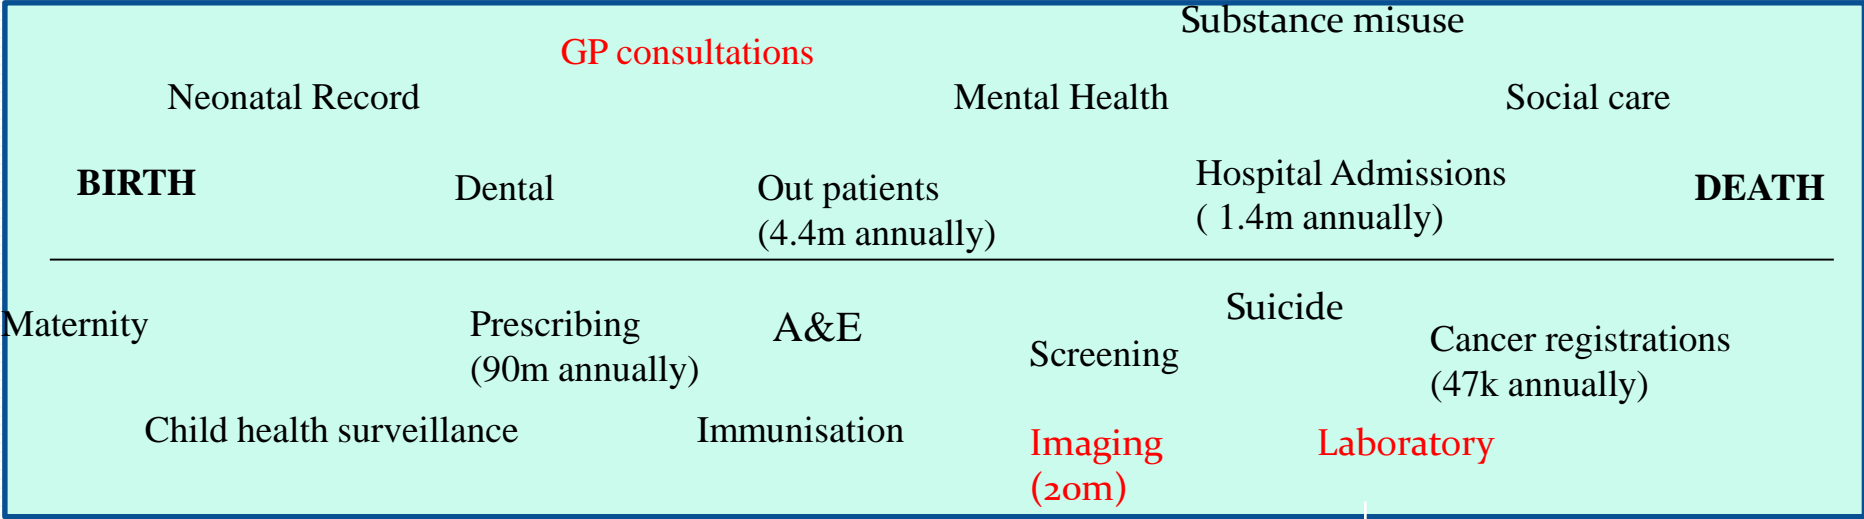 Substance misuse
GP consultations
Neonatal Record
Mental Health
Social care
BIRTH
Dental
Out patients
(4.4m annually)
Hospital Admissions
( 1.4m annually)
DEATH
Maternity
Prescribing
(90m annually)
A&E
Screening
Suicide
Cancer registrations
(47k annually)
Child health surveillance
Immunisation
Imaging
(20m)
Laboratory